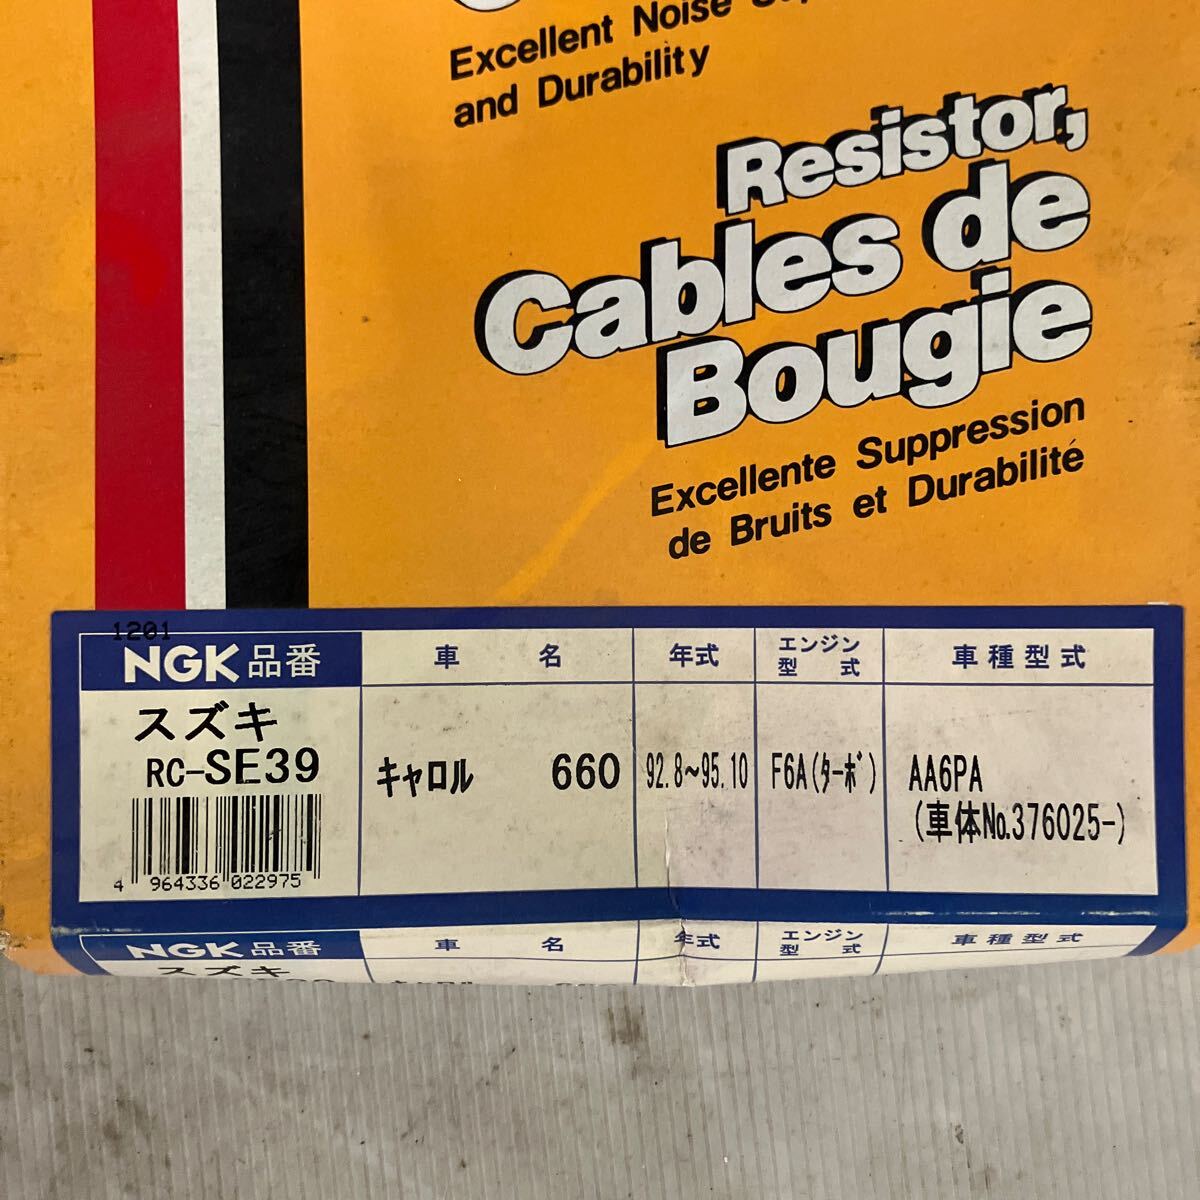 Excellent Noise
and Durability
Resistor,
Cables de
Bougie
Excellente Suppression
de Bruits et Durabilité
1201
NGK品番
車 名
年式
エンジン
型 式
車種型式
スズキ
RC-SE39
キャロル 660
92.8~95.10
F6A(ターボ)
AA6PA
(車体No.376025-)
4 964336 022975
NGK品番
車 名
年式
エンジン
型 式
車種型式
スズキ
キャロル